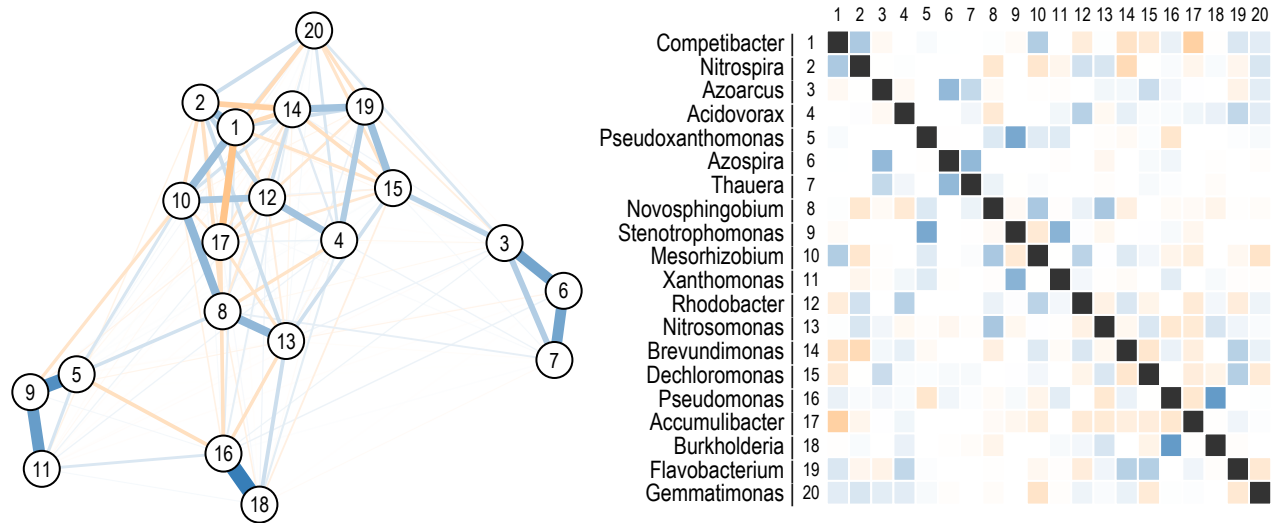 20
2
14
19
1
10
12
15
17
4
3
6
8
13
7
5
9
16
11
18
1 2 3 4 5 6 7 8 9 10 11 12 13 14 15 16 17 18 19 20
Competibacter | 1
Nitrospira | 2
Azoarcus | 3
Acidovorax | 4
Pseudoxanthomonas | 5
Azospira | 6
Thauera | 7
Novosphingobium | 8
Stenotrophomonas | 9
Mesorhizobium | 10
Xanthomonas | 11
Rhodobacter | 12
Nitrosomonas | 13
Brevundimonas | 14
Dechloromonas | 15
Pseudomonas | 16
Accumulibacter | 17
Burkholderia | 18
Flavobacterium | 19
Gemmatimonas | 20